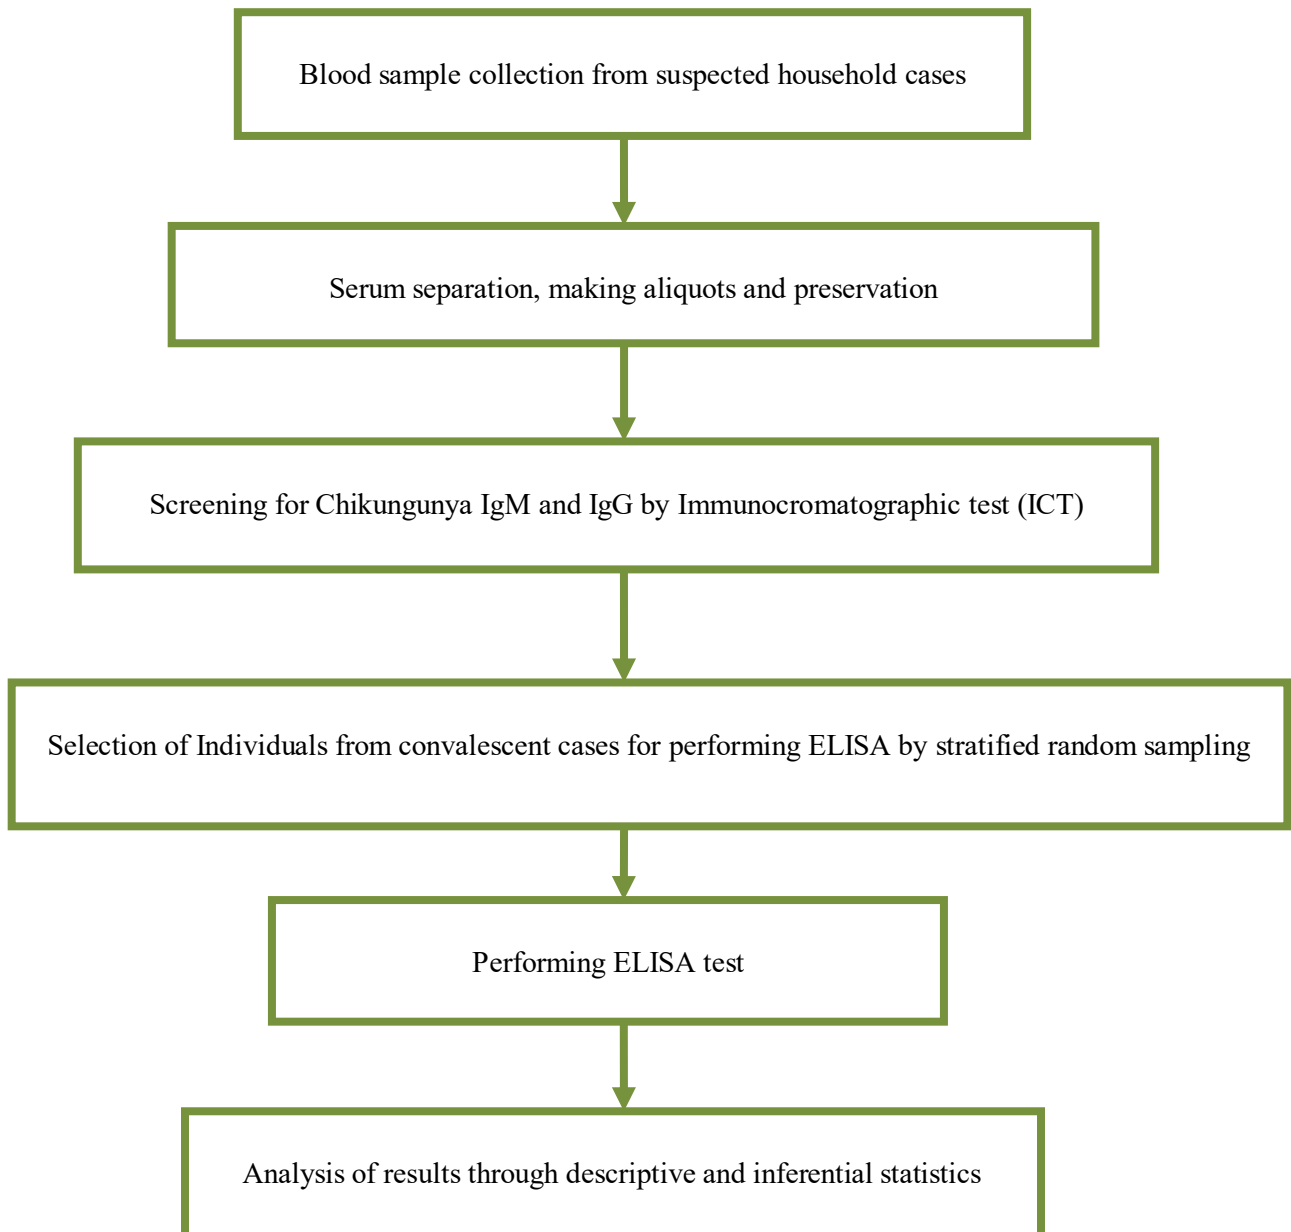 Blood sample collection from suspected household cases
Serum separation, making aliquots and preservation
Screening for Chikungunya IgM and IgG by Immunocromatographic test (ICT)
Selection of Individuals from convalescent cases for performing ELISA by stratified random sampling
Performing ELISA test
Analysis of results through descriptive and inferential statistics